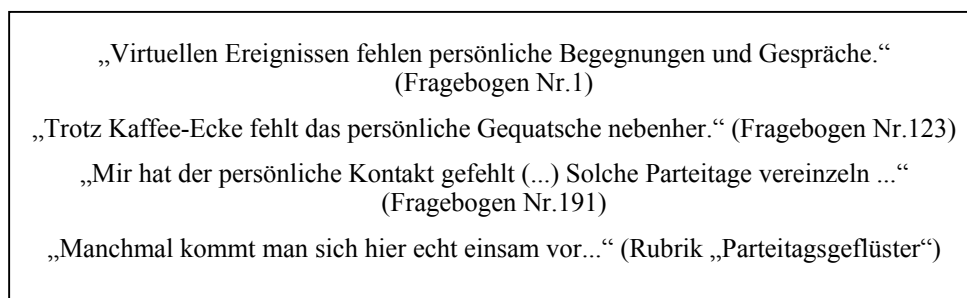 „Virtuellen Ereignissen fehlen persönliche Begegnungen und Gespräche.“
(Fragebogen Nr.1)
„Trotz Kaffee-Ecke fehlt das persönliche Gequatsche nebenher.“ (Fragebogen Nr.123)
„Mir hat der persönliche Kontakt gefehlt (...) Solche Parteitage vereinzeln ...“
(Fragebogen Nr.191)
„Manchmal kommt man sich hier echt einsam vor...“ (Rubrik „Parteitagsgeflüster“)